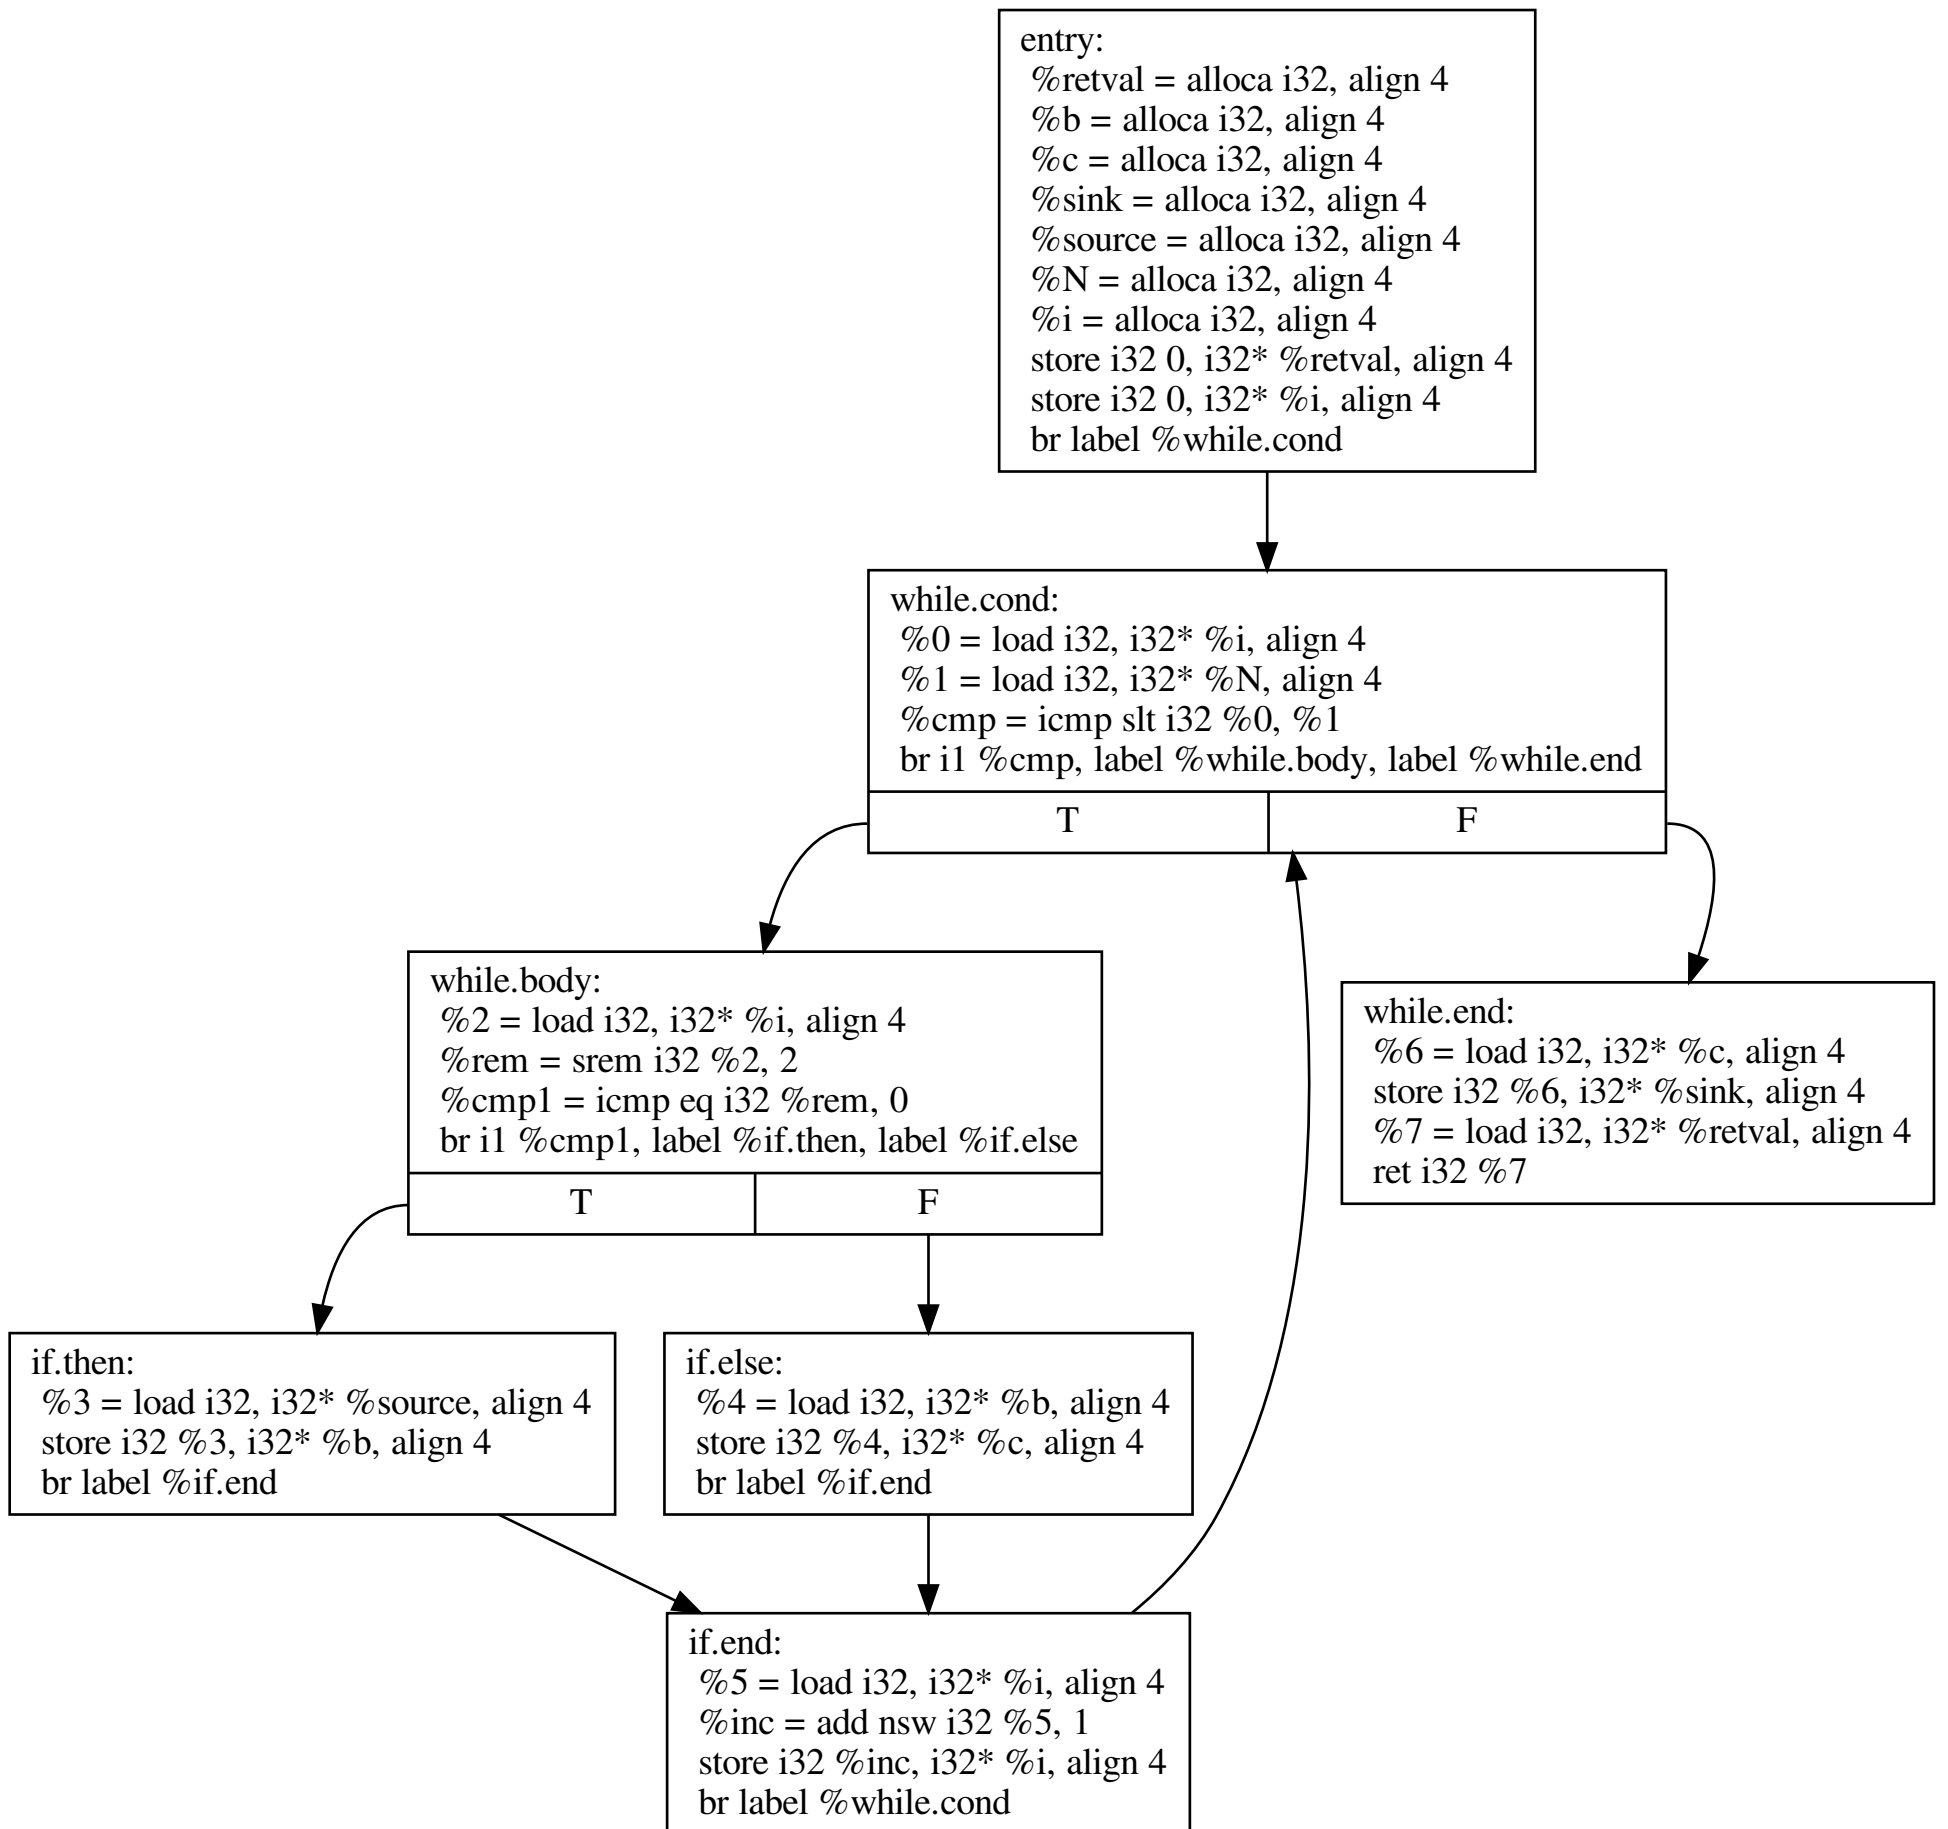 entry:
%retval = alloca i32, align 4
%b = alloca i32, align 4
%c = alloca i32, align 4
%sink = alloca i32, align 4
%source = alloca i32, align 4
%N = alloca i32, align 4
%i = alloca i32, align 4
store i32 0, i32* %retval, align 4
store i32 0, i32* %i, align 4
br label %while.cond
while.cond:
%0 = load i32, i32* %i, align 4
%1 = load i32, i32* %N, align 4
%cmp = icmp slt i32 %0, %1
br i1 %cmp, label %while.body, label %while.end
T
F
while.body:
%2 = load i32, i32* %i, align 4
%rem = srem i32 %2, 2
%cmp1 = icmp eq i32 %rem, 0
br i1 %cmp1, label %if.then, label %if.else
T
F
while.end:
%6 = load i32, i32* %c, align 4
store i32 %6, i32* %sink, align 4
%7 = load i32, i32* %retval, align 4
ret i32 %7
if.then:
%3 = load i32, i32* %source, align 4
store i32 %3, i32* %b, align 4
br label %if.end
if.else:
%4 = load i32, i32* %b, align 4
store i32 %4, i32* %c, align 4
br label %if.end
if.end:
%5 = load i32, i32* %i, align 4
%inc = add nsw i32 %5, 1
store i32 %inc, i32* %i, align 4
br label %while.cond